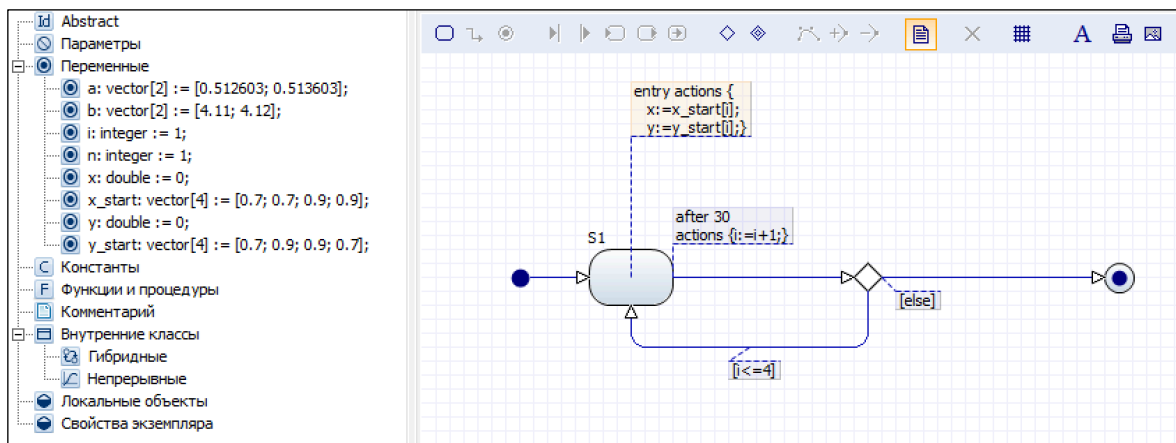 Id Abstract
Параметры
Переменные
a: vector[2] := [0.512603; 0.513603];
b: vector[2] := [4.11; 4.12];
i: integer := 1;
n: integer := 1;
x: double := 0;
x_start: vector[4] := [0.7; 0.7; 0.9; 0.9];
y: double := 0;
y_start: vector[4] := [0.7; 0.9; 0.9; 0.7];
C Константы
F Функции и процедуры
Комментарий
Внутренние классы
Гибридные
Непрерывные
Локальные объекты
Свойства экземпляра
A
entry actions {
x:=x_start[i];
y:=y_start[i];}
after 30
actions {i:=i+1;}
S1
[else]
[i<=4]